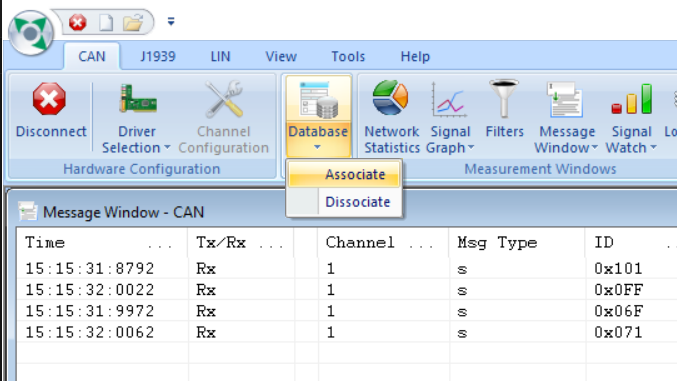 CAN J1939 LIN View Tools Help
Disconnect Driver Selection Channel Configuration
Hardware Configuration
Database
Associate
Dissociate
Network Statistics Signal Graph Filters Message Window Signal Watch Lo
Measurement Windows
Message Window - CAN
Time ... Tx/Rx ... Channel ... Msg Type ID .
15:15:31:8792 Rx 1 s 0x101
15:15:32:0022 Rx 1 s 0x0FF
15:15:31:9972 Rx 1 s 0x06F
15:15:32:0062 Rx 1 s 0x071